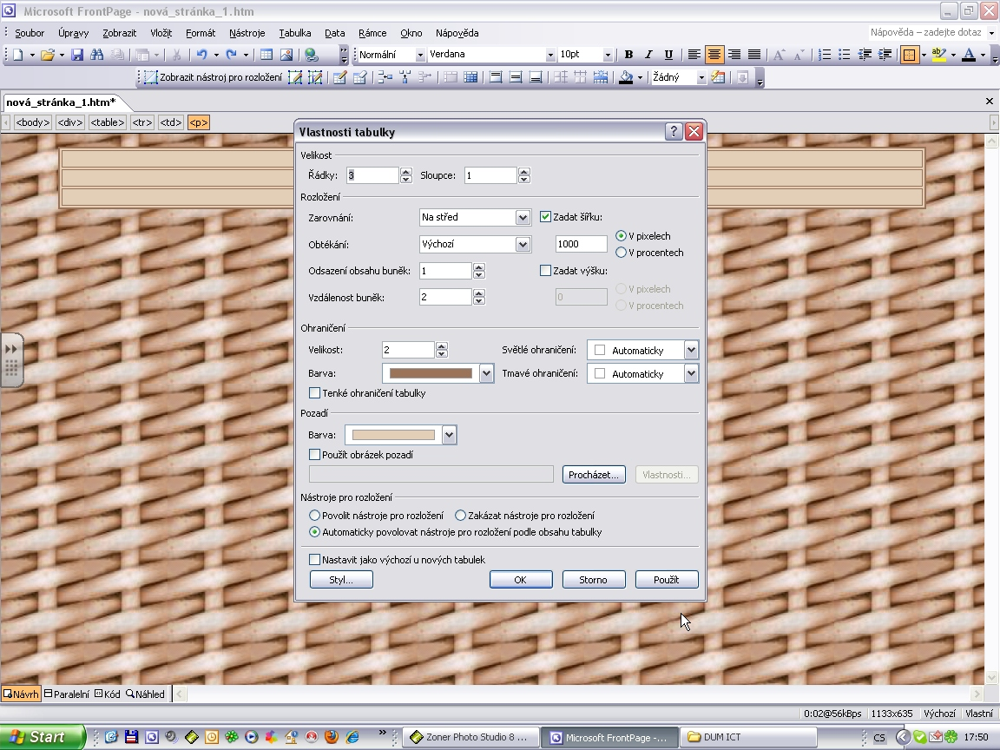 Microsoft FrontPage - nová_stránka_1.htm
Soubor Úpravy Zobrazit Vložit Formát Nástroje Tabulka Data Rámce Okno Nápověda Nápověda – zadejte dotaz
Normální Verdana 10pt B I U
Zobrazit nástroj pro rozložení Žádný
nová_stránka_1.htm*
<body> <div> <table> <tr> <td> <p>
Vlastnosti tabulky
Velikost
Řádky: 3 Sloupce: 1
Rozložení
Zarovnání: Na střed Zadat šířku:
Obtékání: Výchozí 1000 V pixelech
V procentech
Odsazení obsahu buněk: 1 Zadat výšku:
Vzdálenost buněk: 2 0 V pixelech
V procentech
Ohraničení
Velikost: 2 Světlé ohraničení: Automaticky
Barva: Tmavé ohraničení: Automaticky
Tenké ohraničení tabulky
Pozadí
Barva:
Použít obrázek pozadí
Procházet... Vlastnosti...
Nástroje pro rozložení
Povolit nástroje pro rozložení Zakázat nástroje pro rozložení
Automaticky povolovat nástroje pro rozložení podle obsahu tabulky
Nastavit jako výchozí u nových tabulek
Styl... OK Storno Použít
Návrh Paralelní Kód Náhled
0:02@56kBps 1133x635 Výchozí Vlastní
Start Zoner Photo Studio 8 ... Microsoft FrontPage -... DUM ICT CS 17:50